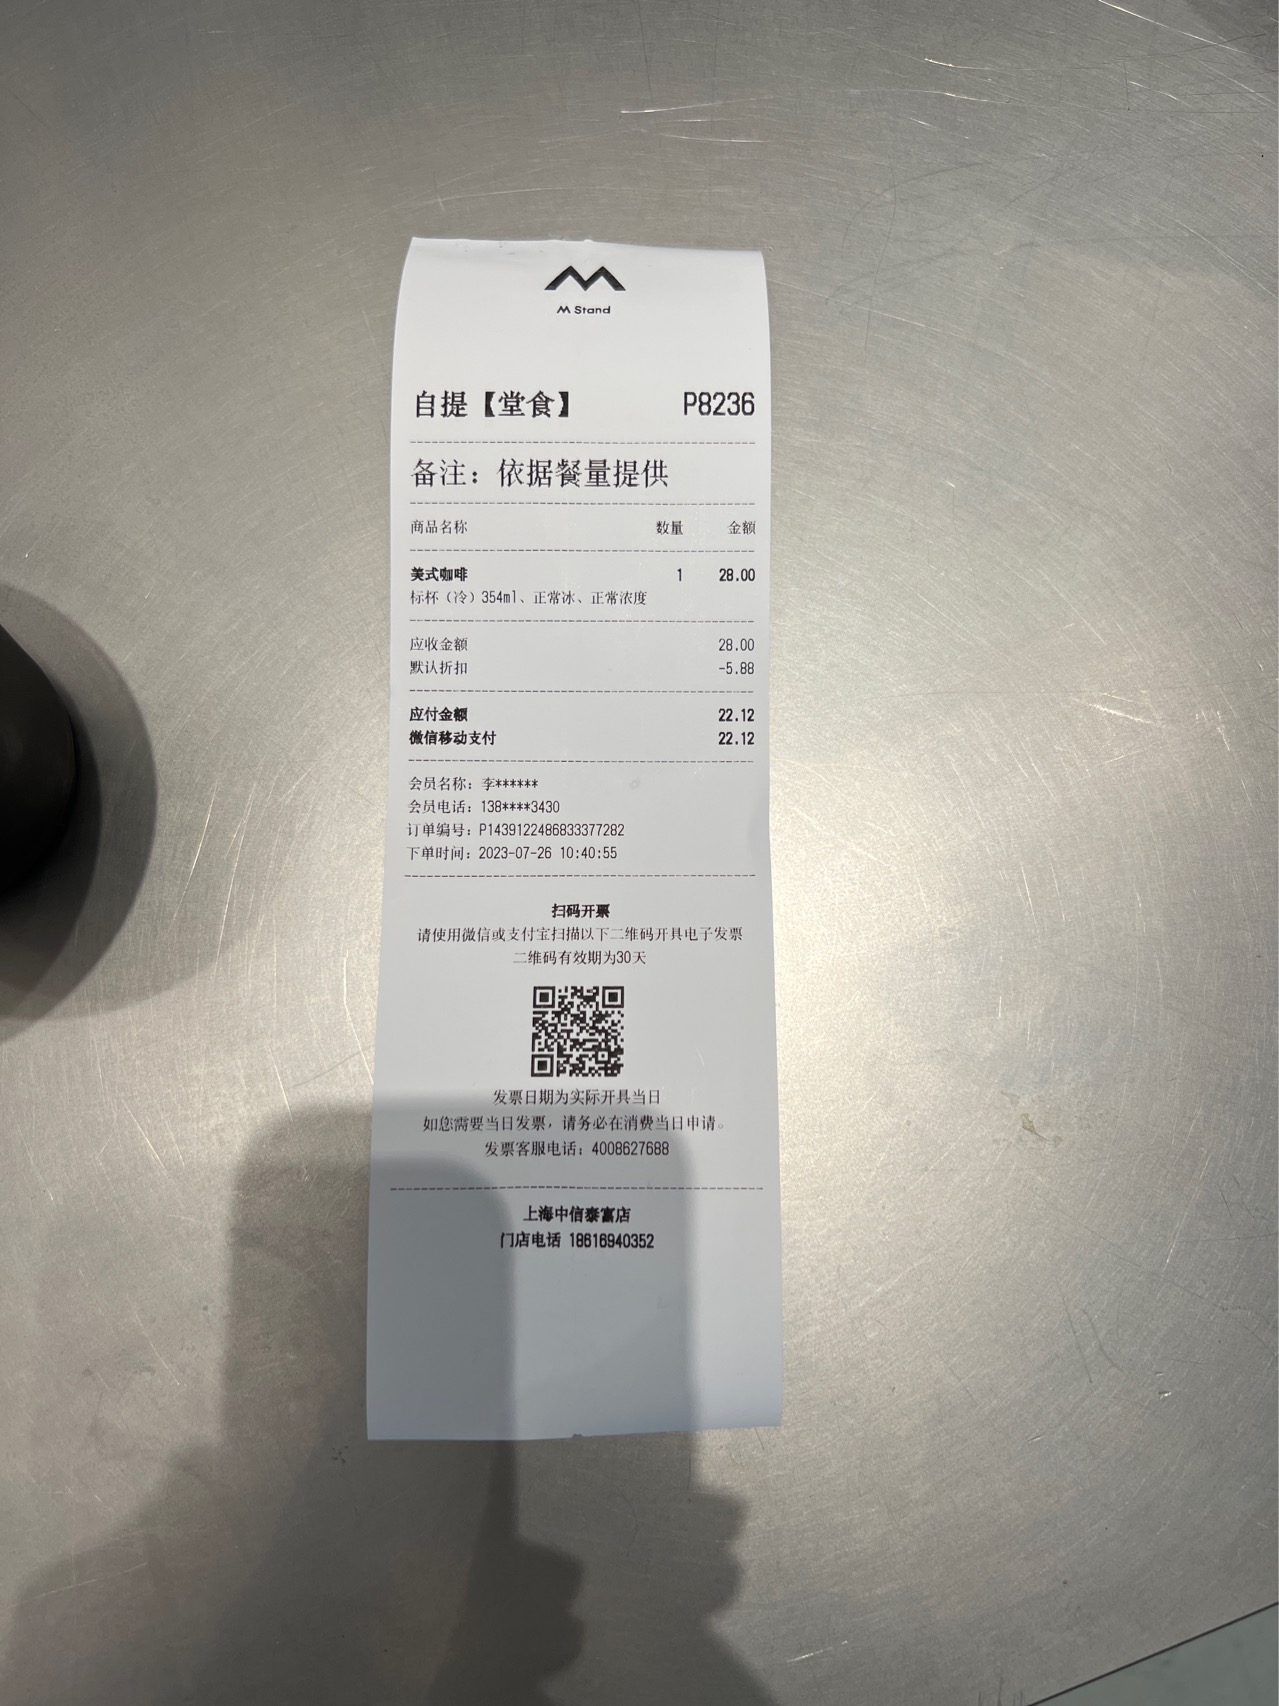 M Stand
自提【堂食】 P8236
备注：依据餐量提供
商品名称 数量 金额
美式咖啡 1 28.00
标杯（冷）354ml、正常冰、正常浓度
应收金额 28.00
默认折扣 -5.88
应付金额 22.12
微信移动支付 22.12
会员名称：李******
会员电话：138****3430
订单编号：P1439122486833377282
下单时间：2023-07-26 10:40:55
扫码开票
请使用微信或支付宝扫描以下二维码开具电子发票
二维码有效期为30天
发票日期为实际开具当日
如您需要当日发票，请务必在消费当日申请。
发票客服电话：4008627688
上海中信泰富店
门店电话 18616940352